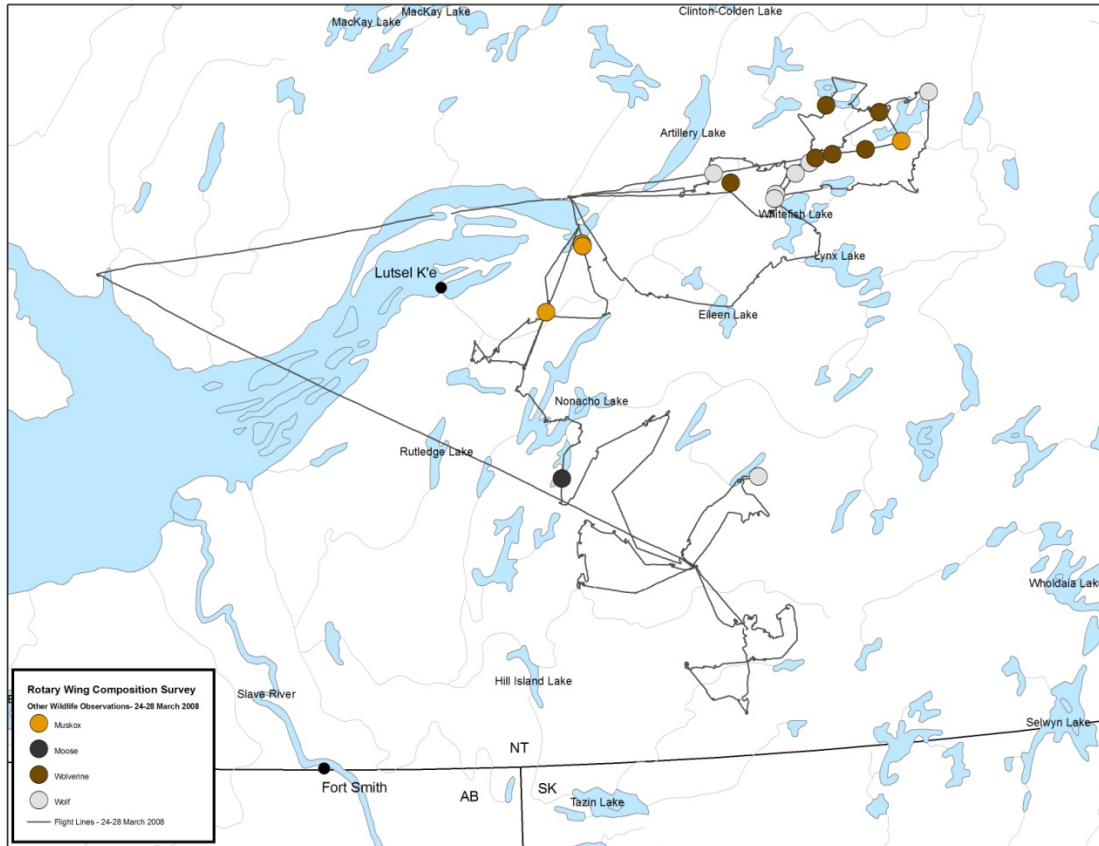 MacKay Lake
MacKay Lake
Clinton-Colden Lake
Artillery Lake
Whitefish Lake
Lynx Lake
Lutsel K'e
Eileen Lake
Nonacho Lake
Rutledge Lake
Wholdaia Lake
Hill Island Lake
Slave River
Selwyn Lake
NT
Fort Smith
AB
SK
Tazin Lake
Rotary Wing Composition Survey
Other Wildlife Observations- 24-28 March 2008
Muskox
Moose
Wolverine
Wolf
Flight Lines - 24-28 March 2008